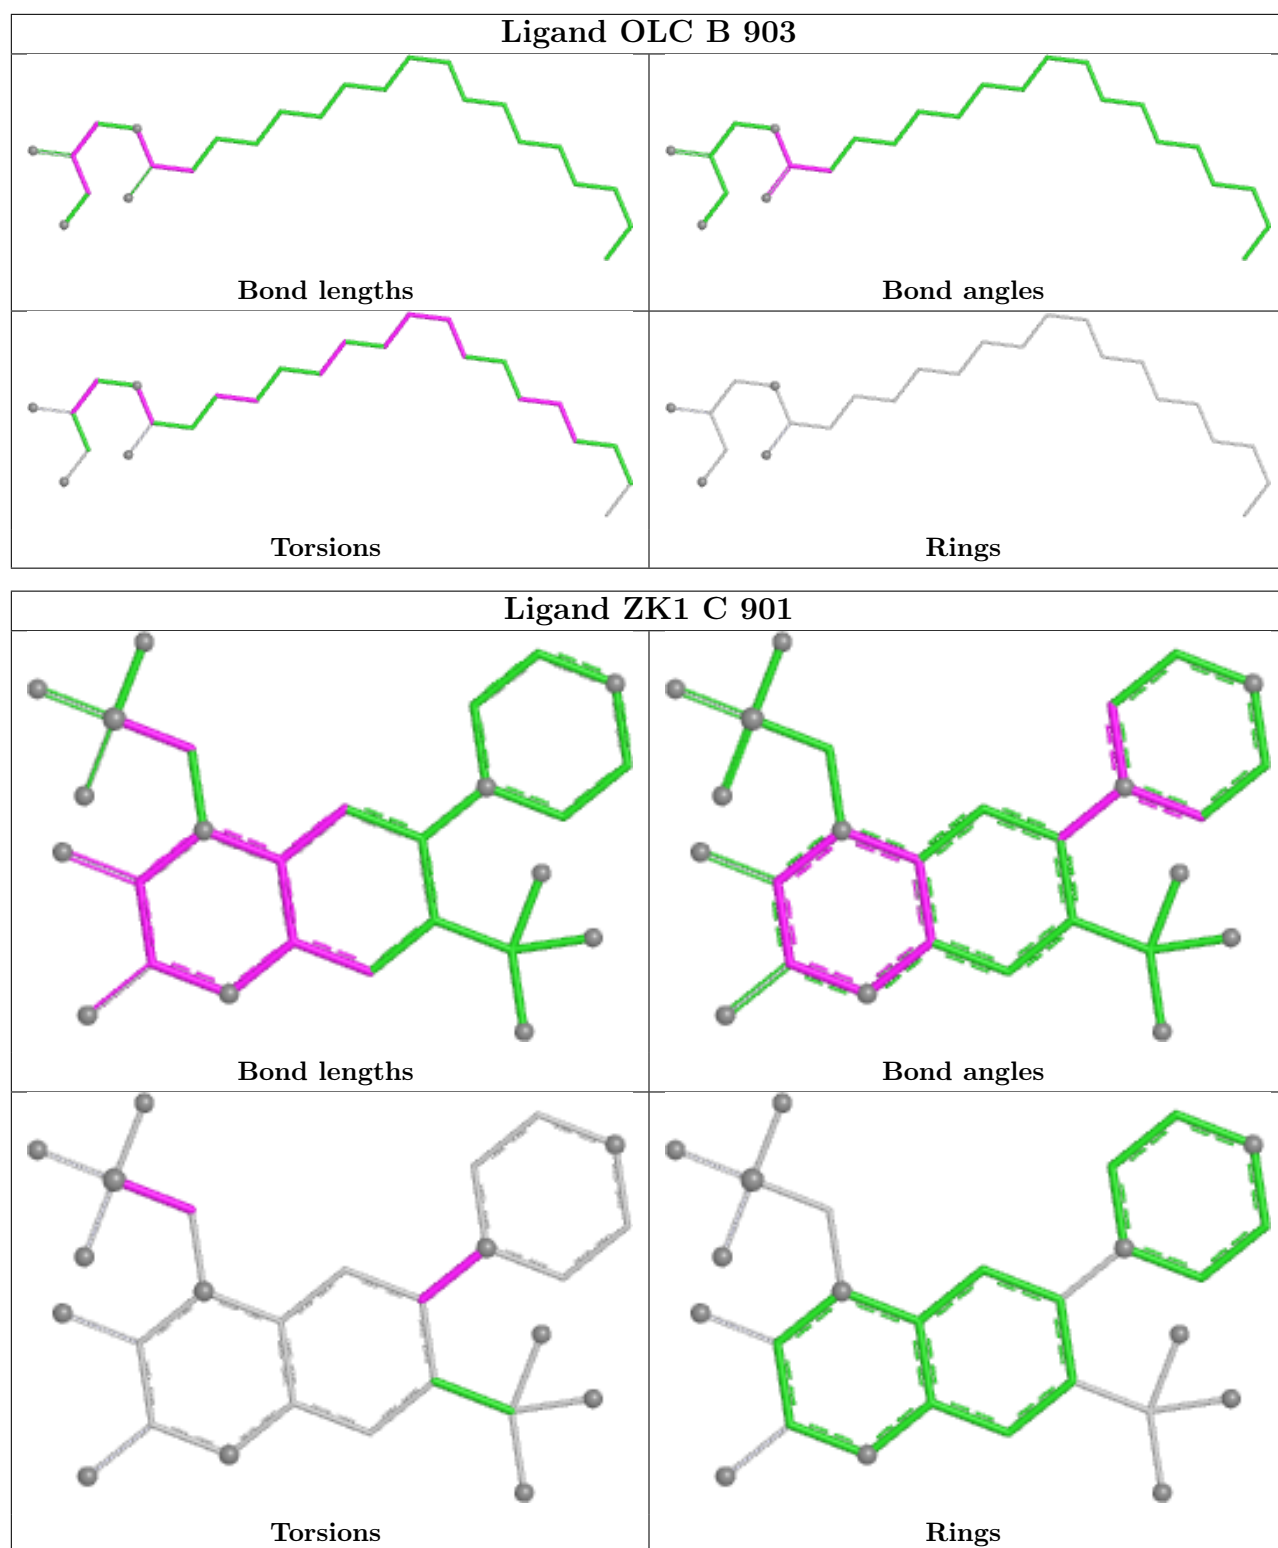 Ligand OLC B 903
Bond lengths
Bond angles
Torsions
Rings
Ligand ZK1 C 901
Bond lengths
Bond angles
Torsions
Rings